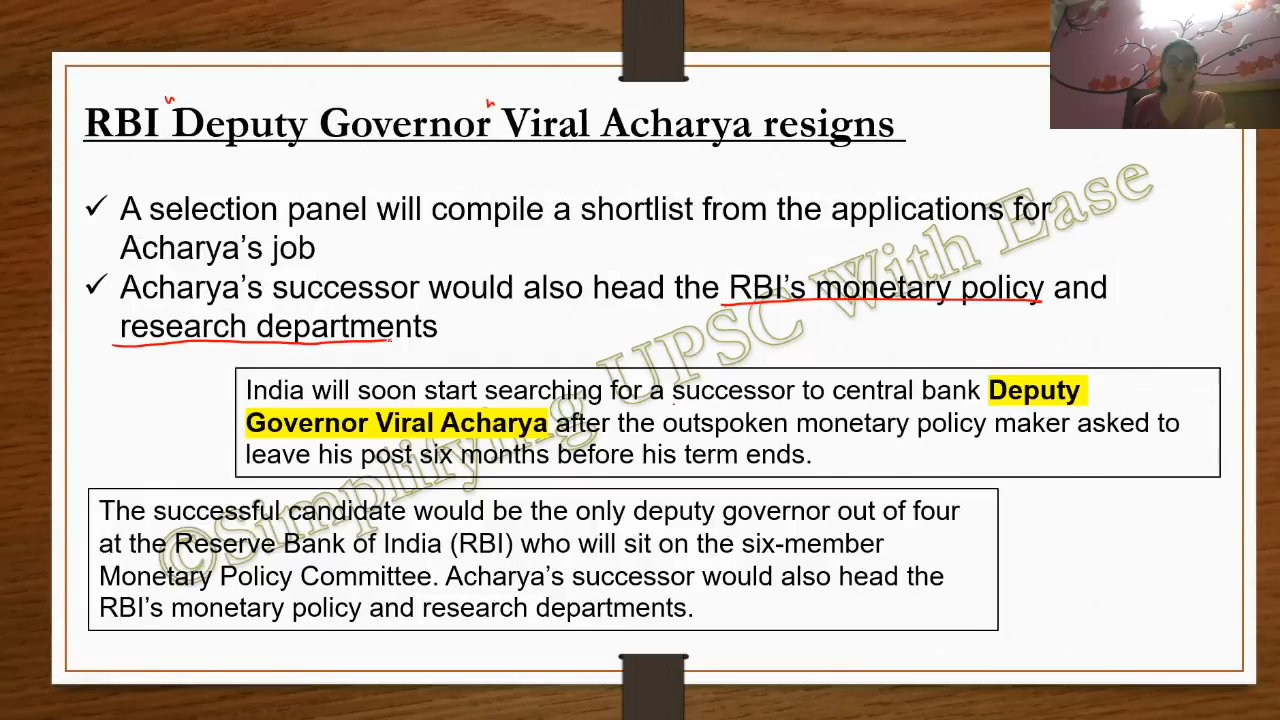 RBI Deputy Governor Viral Acharya resigns
✓ A selection panel will compile a shortlist from the applications for
Acharya's job
✓ Acharya's successor would also head the RBI's monetary policy and
research departments
India will soon start searching for a successor to central bank Deputy
Governor Viral Acharya after the outspoken monetary policy maker asked to
leave his post six months before his term ends.
The successful candidate would be the only deputy governor out of four
at the Reserve Bank of India (RBI) who will sit on the six-member
Monetary Policy Committee. Acharya's successor would also head the
RBI's monetary policy and research departments.
©Simplifying UPSC With Ease